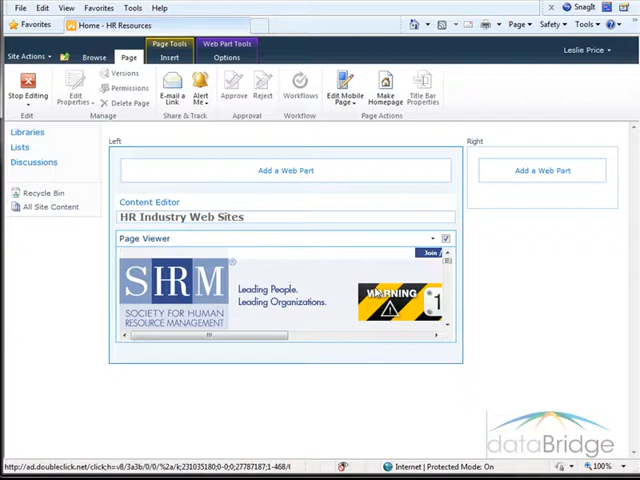 File Edit View Favorites Tools Help
SnagIt
Favorites
Home - HR Resources
Page
Safety
Tools
Page Tools
Web Part Tools
Leslie Price
Site Actions
Browse
Page
Insert
Options
Stop Editing
Edit Properties
Versions
Permissions
Delete Page
E-mail a Link
Alert Me
Approve
Reject
Workflows
Edit Mobile Page
Make Homepage
Title Bar Properties
Edit
Manage
Share & Track
Approval
Workflows
Page Actions
Libraries
Lists
Discussions
Recycle Bin
All Site Content
Left
Right
Add a Web Part
Add a Web Part
Content Editor
HR Industry Web Sites
Page Viewer
Join
SHRM®
SOCIETY FOR HUMAN
RESOURCE MANAGEMENT
Leading People.
Leading Organizations.
WARNING
1
dataBridge
http://ad.doubleclick.net/click;h=v8/3a3b/0/0/%2a/k;231035180;0-0;0;27787187;1-468/6
Internet | Protected Mode: On
100%